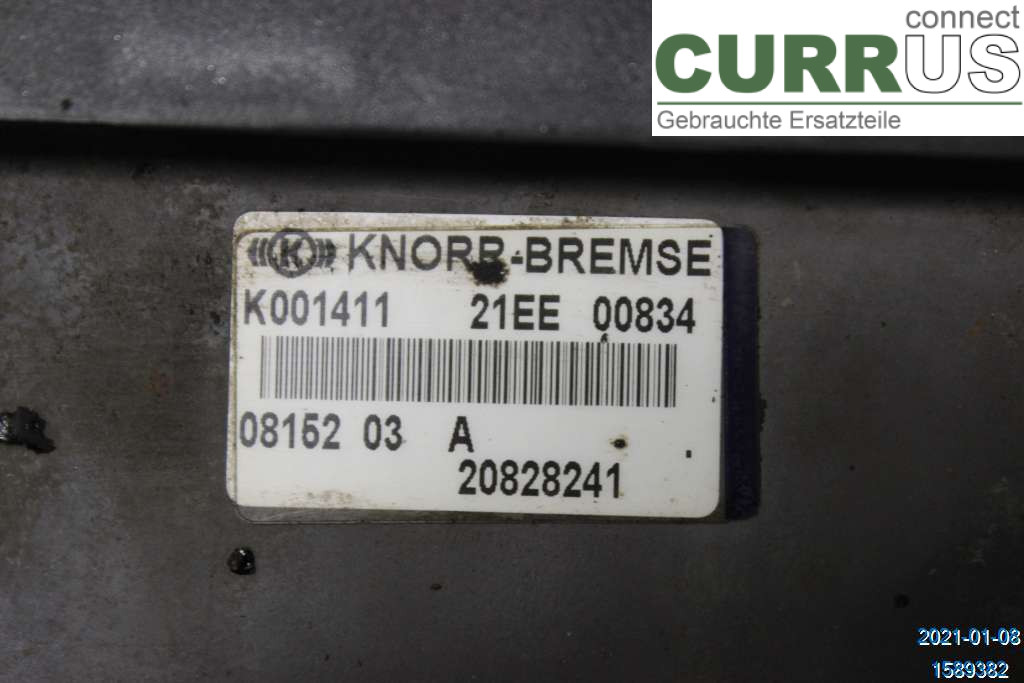 connect
CURRUS
Gebrauchte Ersatzteile
K KNORR-BREMSE
K001411 21EE 00834
08152 03 A
20828241
2021-01-08
1589382